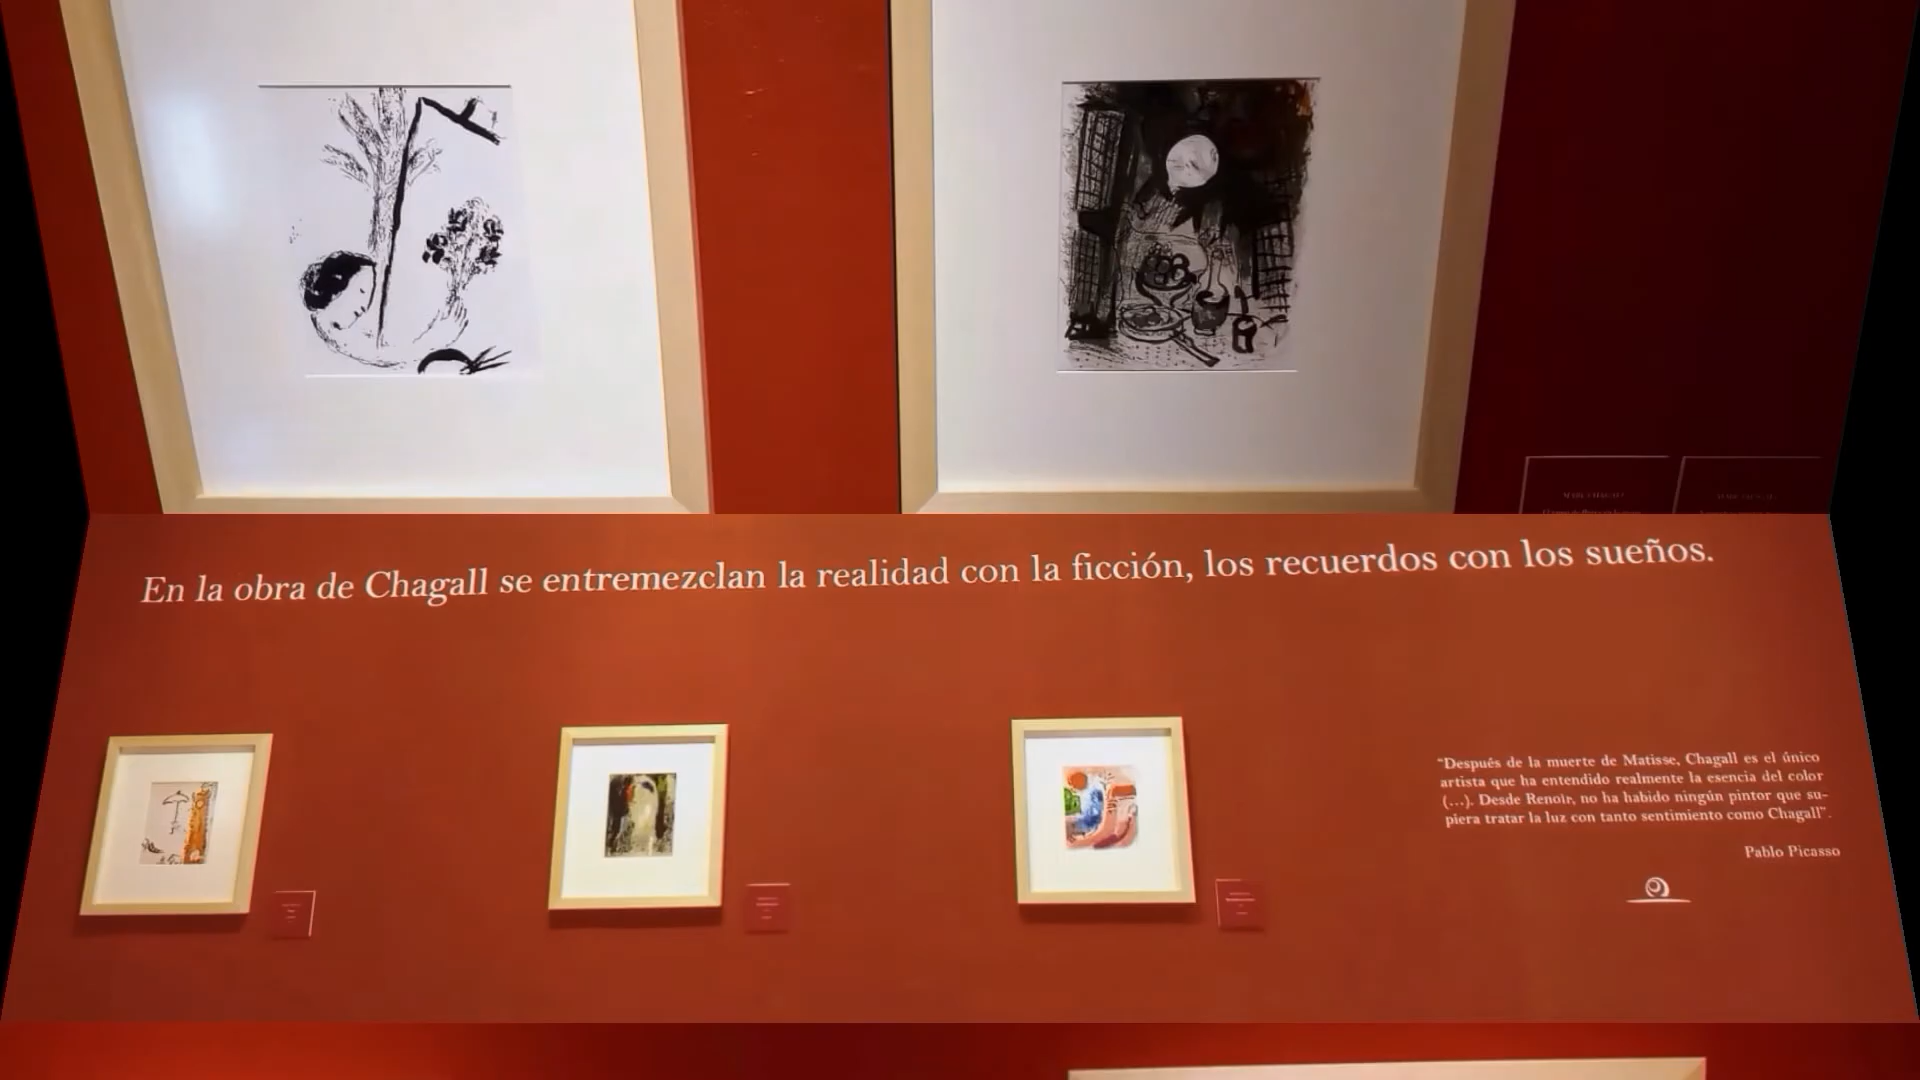 En la obra de Chagall se entremezclan la realidad con la ficción, los recuerdos con los sueños.
“Después de la muerte de Matisse, Chagall es el único
artista que ha entendido realmente la esencia del color
(...). Desde Renoir, no ha habido ningún pintor que su-
piera tratar la luz con tanto sentimiento como Chagall”.
Pablo Picasso